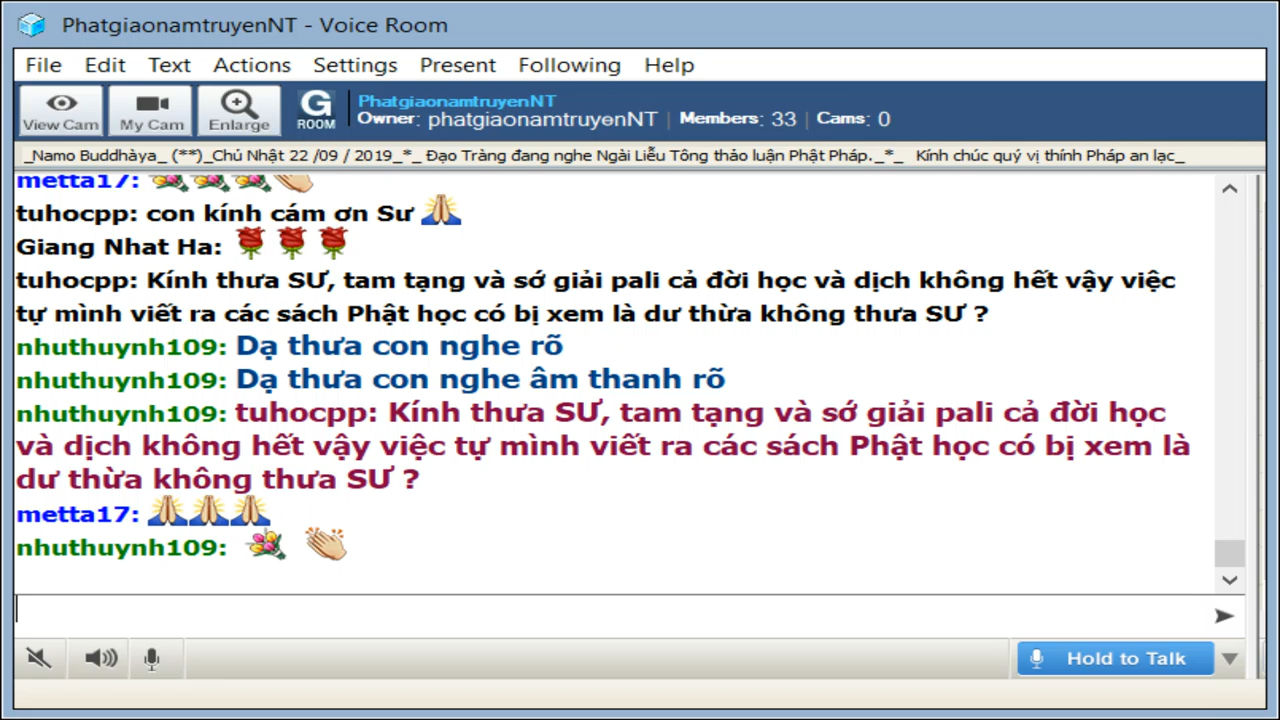 PhatgiaonamtruyenNT - Voice Room
File Edit Text Actions Settings Present Following Help
View Cam My Cam Enlarge G ROOM PhatgiaonamtruyenNT
Owner: phatgiaonamtruyenNT | Members: 33 | Cams: 0
_Namo Buddhàya_ (**)_Chủ Nhật 22 /09 / 2019_*_ Đạo Tràng đang nghe Ngài Liễu Tông thảo luận Phật Pháp._*_ Kính chúc quý vị thính Pháp an lạc_
metta17:
tuhocpp: con kính cám ơn Sư
Giang Nhat Ha:
tuhocpp: Kính thưa SƯ, tam tạng và sớ giải pali cả đời học và dịch không hết vậy việc
tự mình viết ra các sách Phật học có bị xem là dư thừa không thưa SƯ ?
nhuthuynh109: Dạ thưa con nghe rõ
nhuthuynh109: Dạ thưa con nghe âm thanh rõ
nhuthuynh109: tuhocpp: Kính thưa SƯ, tam tạng và sớ giải pali cả đời học
và dịch không hết vậy việc tự mình viết ra các sách Phật học có bị xem là
dư thừa không thưa SƯ ?
metta17:
nhuthuynh109:
Hold to Talk